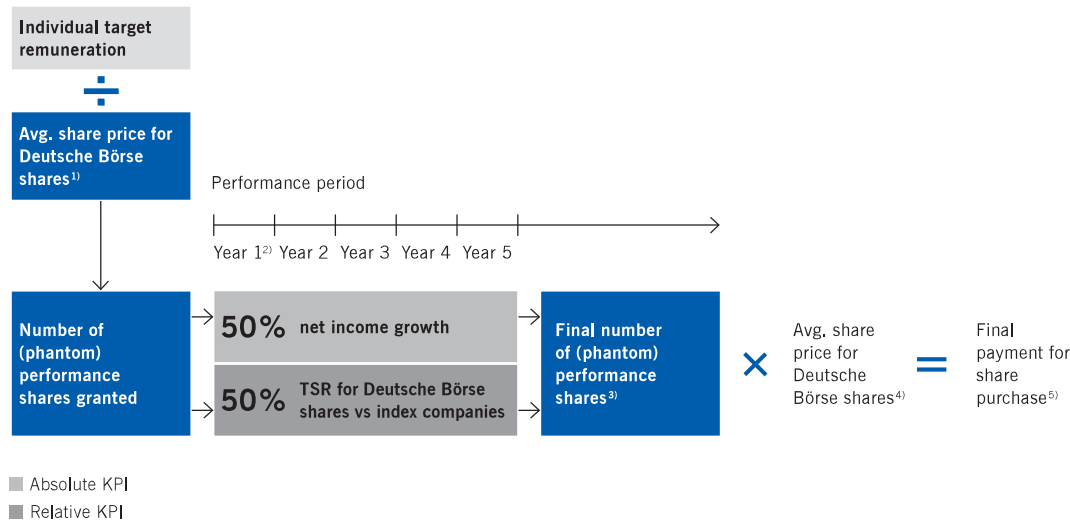 Individual target
remuneration
÷
Avg. share price for
Deutsche Börse
shares¹⁾
Performance period
Year 1²⁾ Year 2 Year 3 Year 4 Year 5
Number of
(phantom)
performance
shares granted
50% net income growth
50% TSR for Deutsche Börse
shares vs index companies
Final number
of (phantom)
performance
shares³⁾
×
Avg. share
price for
Deutsche
Börse shares⁴⁾
=
Final
payment for
share
purchase⁵⁾
Absolute KPI
Relative KPI